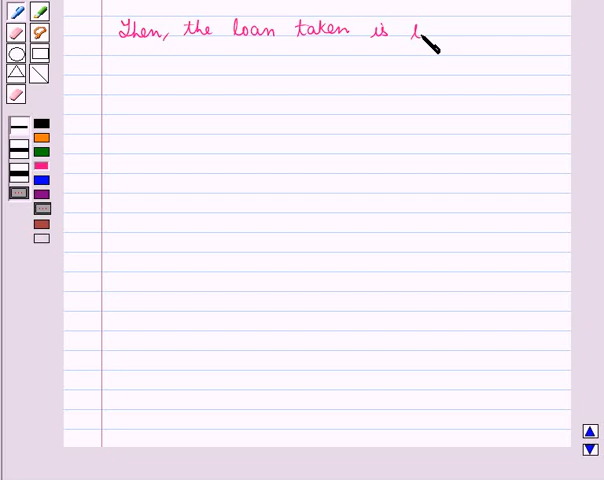 Then, the loan taken is